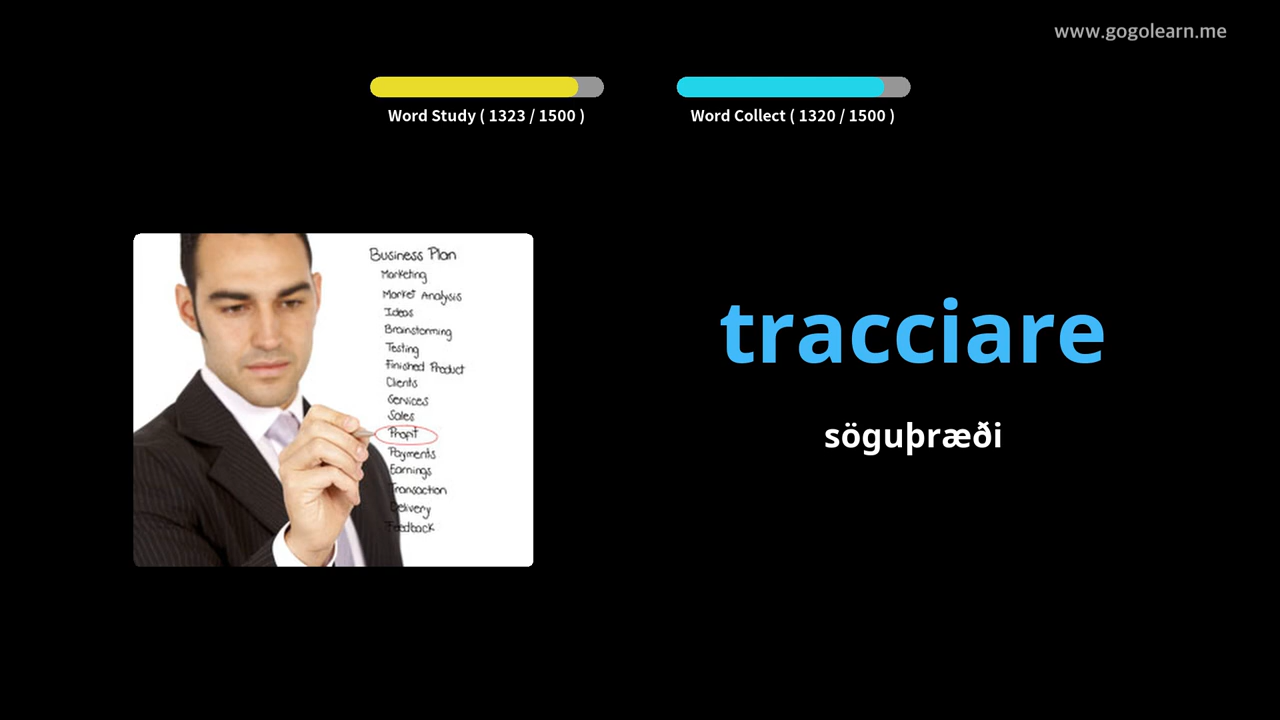 www.gogolearn.me
Word Study ( 1323 / 1500 )
Word Collect ( 1320 / 1500 )
Business Plan
Marketing
Market Analysis
Ideas
Brainstorming
Testing
Finished Product
Clients
Services
Sales
Profit
Payments
Earnings
Transaction
Delivery
Feedback
tracciare
söguþræði